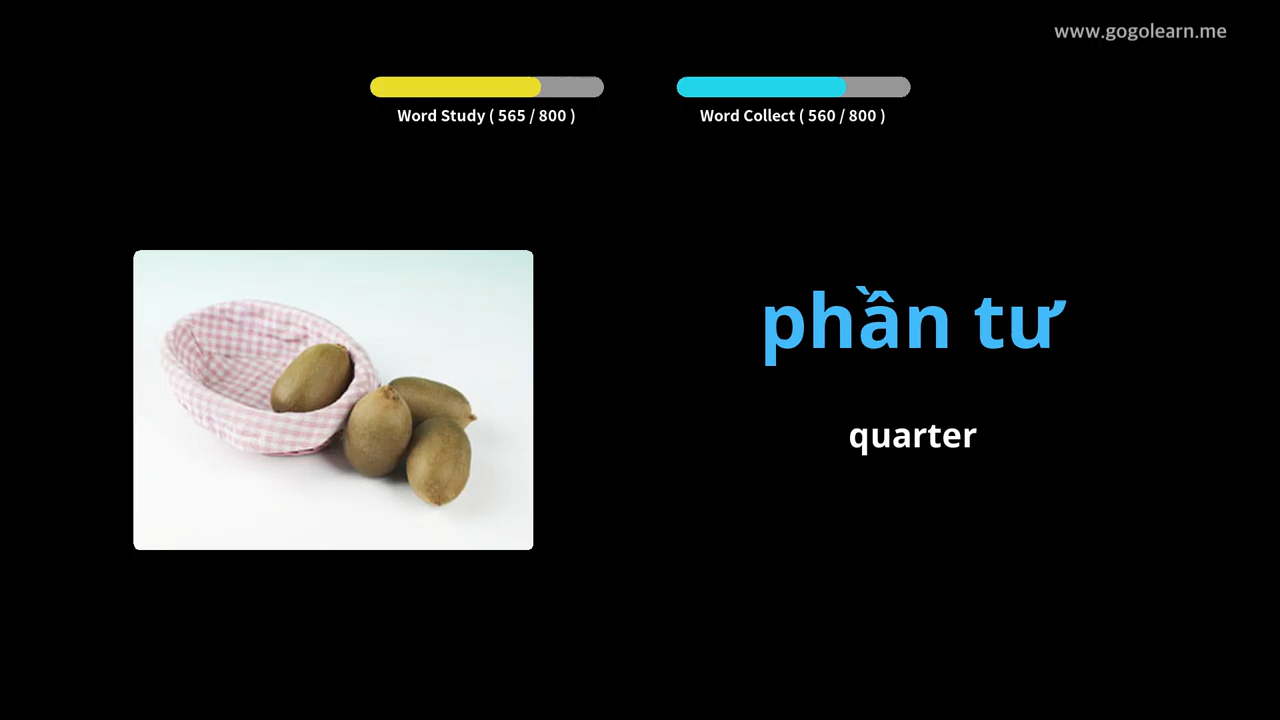 www.gogolearn.me
Word Study ( 565 / 800 )
Word Collect ( 560 / 800 )
phần tư
quarter